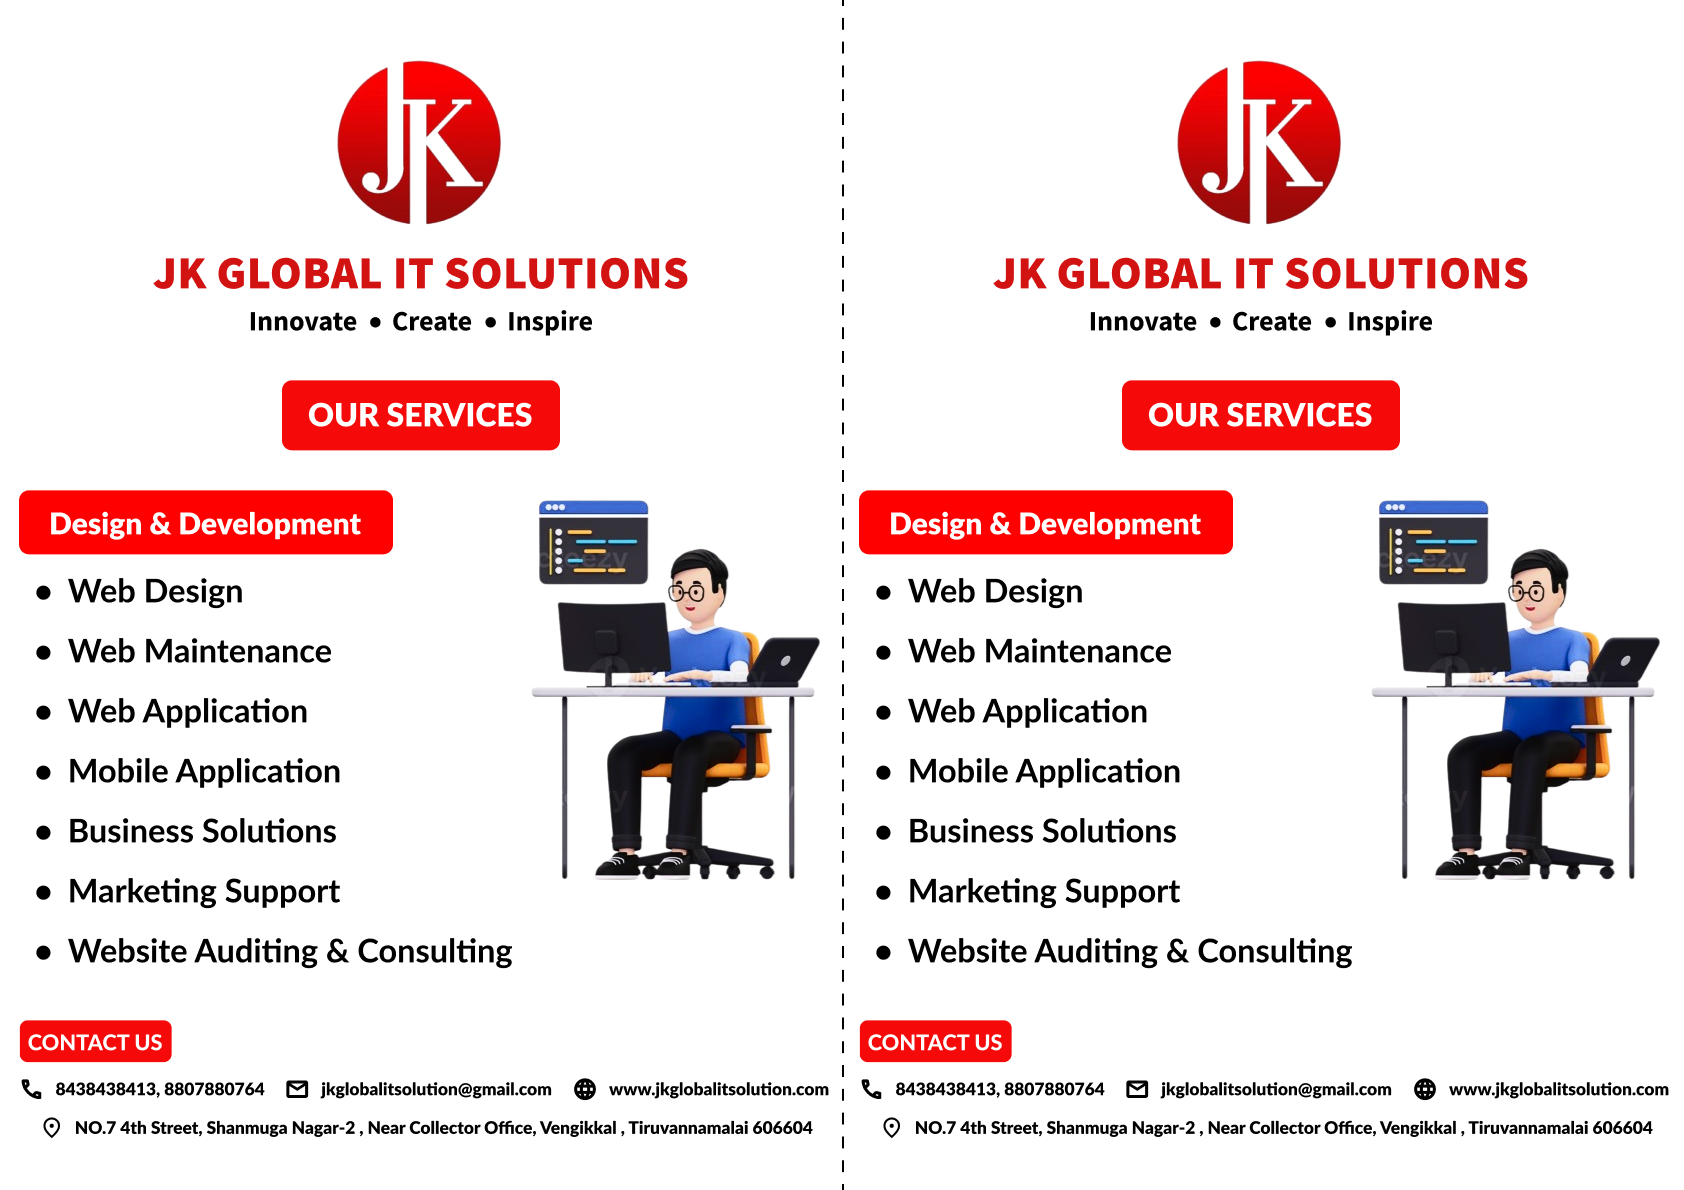 JK
JK GLOBAL IT SOLUTIONS
Innovate • Create • Inspire
OUR SERVICES
Design & Development
• Web Design
• Web Maintenance
• Web Application
• Mobile Application
• Business Solutions
• Marketing Support
• Website Auditing & Consulting
CONTACT US
8438438413, 8807880764 jkglobalitsolution@gmail.com www.jkglobalitsolution.com
NO.7 4th Street, Shanmuga Nagar-2 , Near Collector Office, Vengikkal , Tiruvannamalai 606604
JK
JK GLOBAL IT SOLUTIONS
Innovate • Create • Inspire
OUR SERVICES
Design & Development
• Web Design
• Web Maintenance
• Web Application
• Mobile Application
• Business Solutions
• Marketing Support
• Website Auditing & Consulting
CONTACT US
8438438413, 8807880764 jkglobalitsolution@gmail.com www.jkglobalitsolution.com
NO.7 4th Street, Shanmuga Nagar-2 , Near Collector Office, Vengikkal , Tiruvannamalai 606604